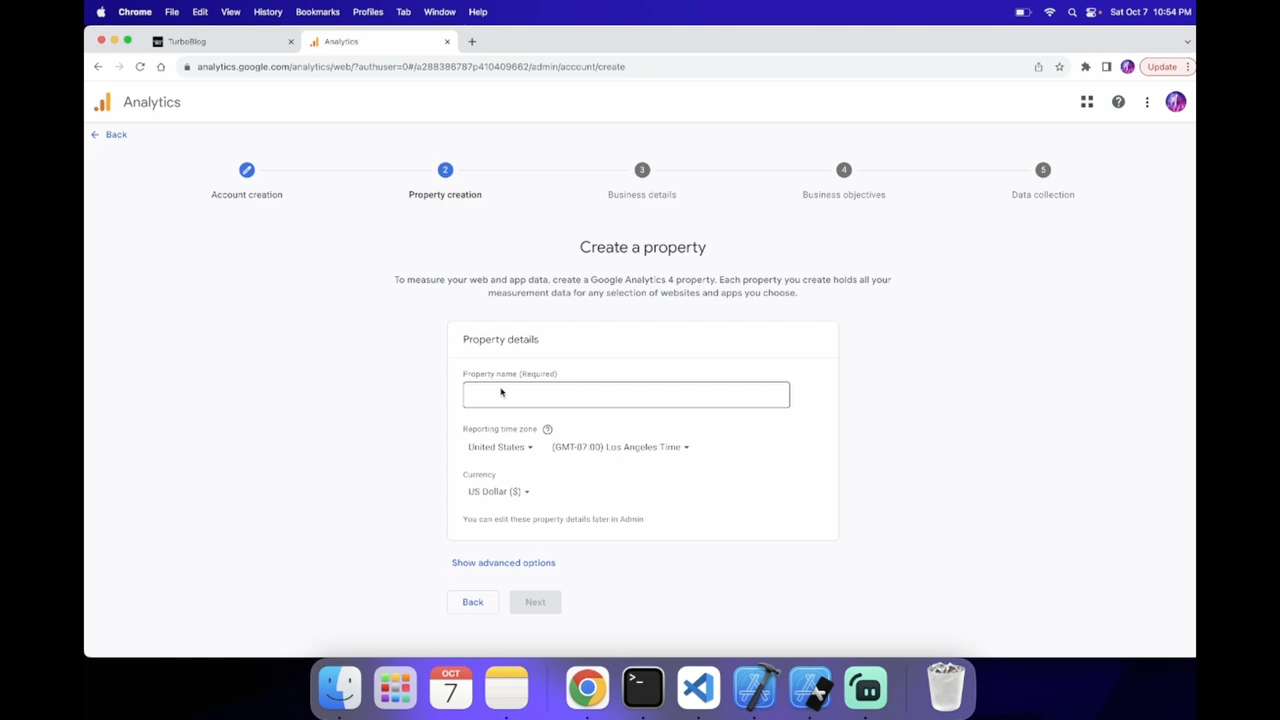 Chrome File Edit View History Bookmarks Profiles Tab Window Help Sat Oct 7 10:54 PM
TurboBlog Analytics
analytics.google.com/analytics/web/?authuser=0#/a288386787p410409662/admin/account/create Update
Analytics
Back
2 3 4 5
Account creation Property creation Business details Business objectives Data collection
Create a property
To measure your web and app data, create a Google Analytics 4 property. Each property you create holds all your
measurement data for any selection of websites and apps you choose.
Property details
Property name (Required)
Reporting time zone
United States (GMT-07:00) Los Angeles Time
Currency
US Dollar ($)
You can edit these property details later in Admin
Show advanced options
Back Next
OCT
7